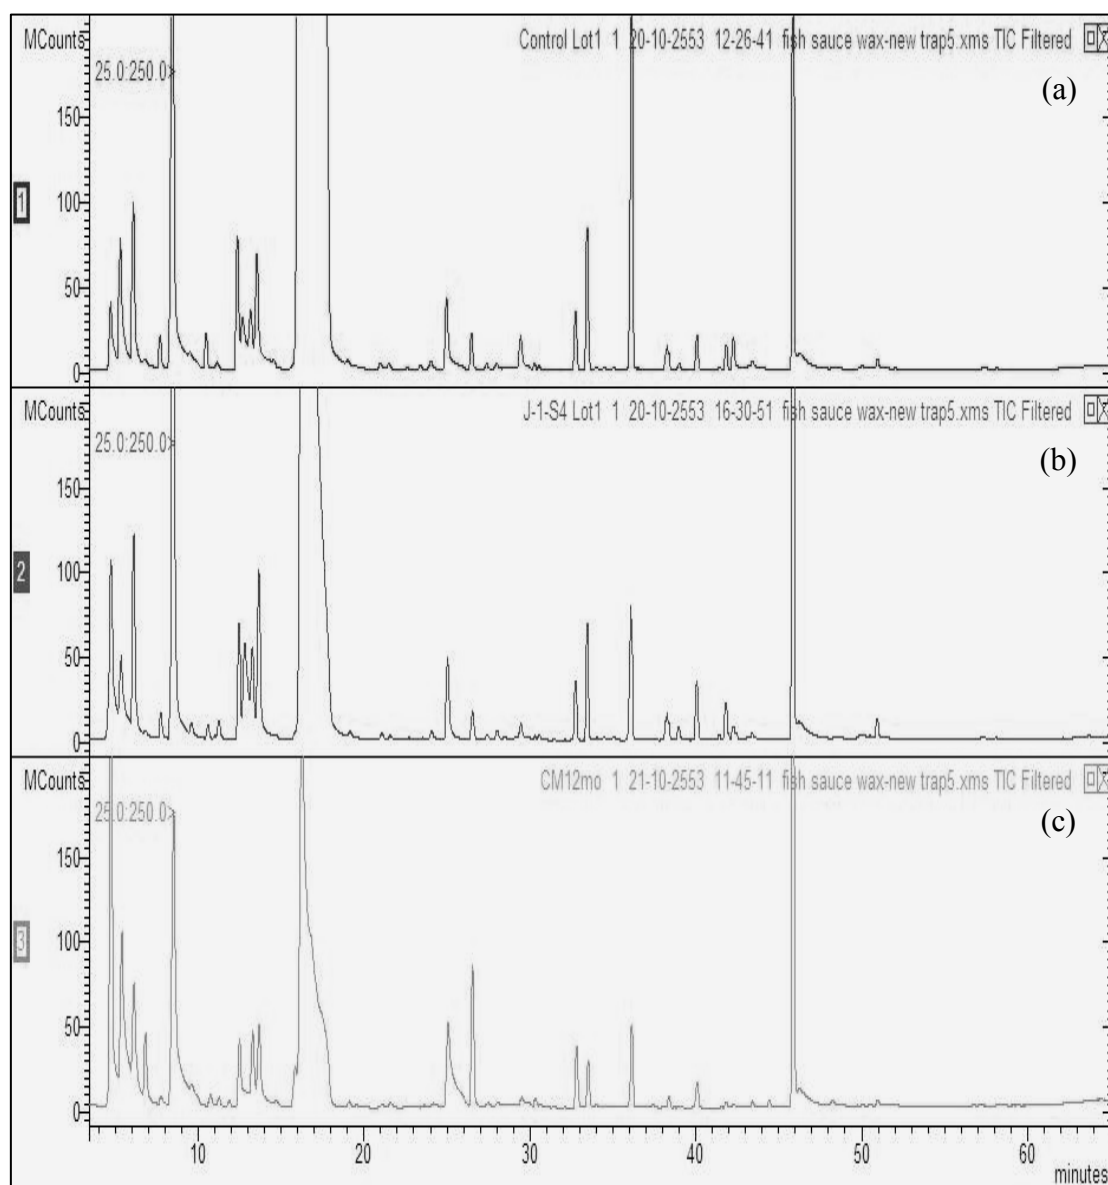 MCounts Control Lot1 1 20-10-2553 12-26-41 fish sauce wax-new trap5.xms TIC Filtered
25.0:250.0>
(a)
150
1
100
50
0
MCounts J-1-S4 Lot1 1 20-10-2553 16-30-51 fish sauce wax-new trap5.xms TIC Filtered
25.0:250.0>
(b)
150
2
100
50
0
MCounts CM12mo 1 21-10-2553 11-45-11 fish sauce wax-new trap5.xms TIC Filtered
25.0:250.0>
(c)
150
3
100
50
0
10 20 30 40 50 60
minutes